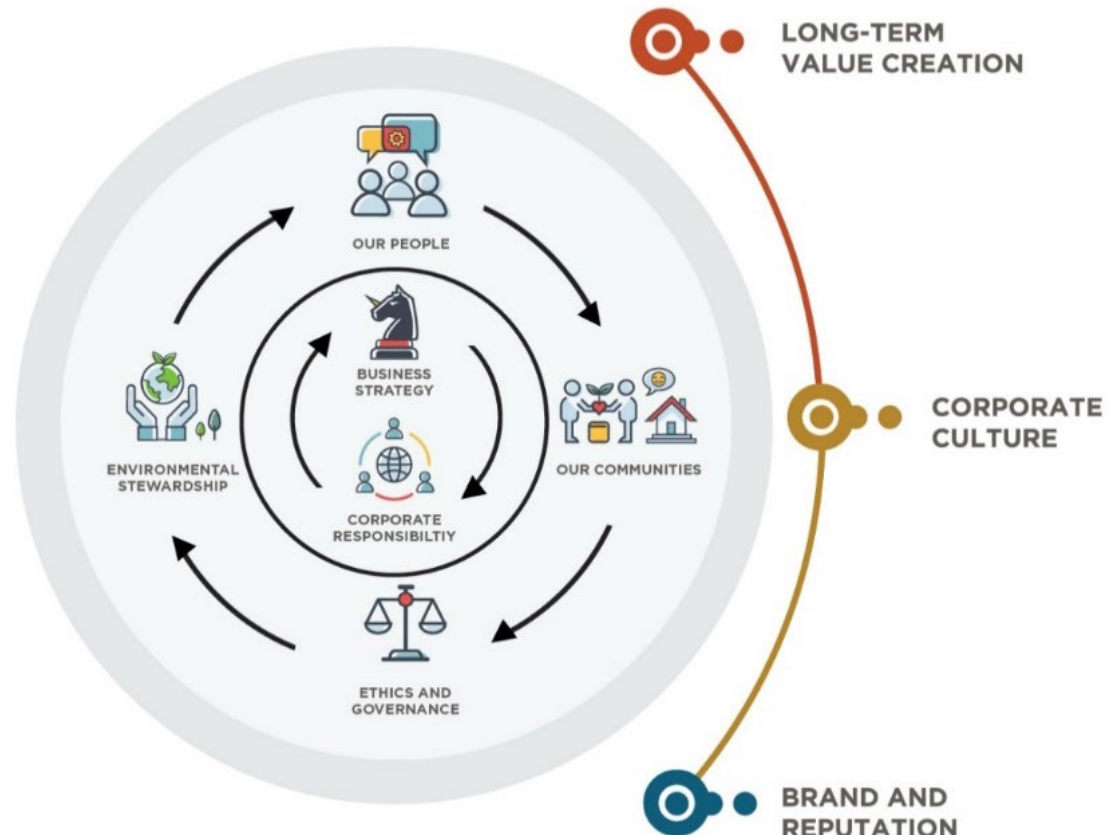 LONG-TERM
VALUE CREATION
OUR PEOPLE
BUSINESS
STRATEGY
CORPORATE
CULTURE
ENVIRONMENTAL
STEWARDSHIP
OUR COMMUNITIES
CORPORATE
RESPONSIBILTIY
ETHICS AND
GOVERNANCE
BRAND AND
REPUTATION